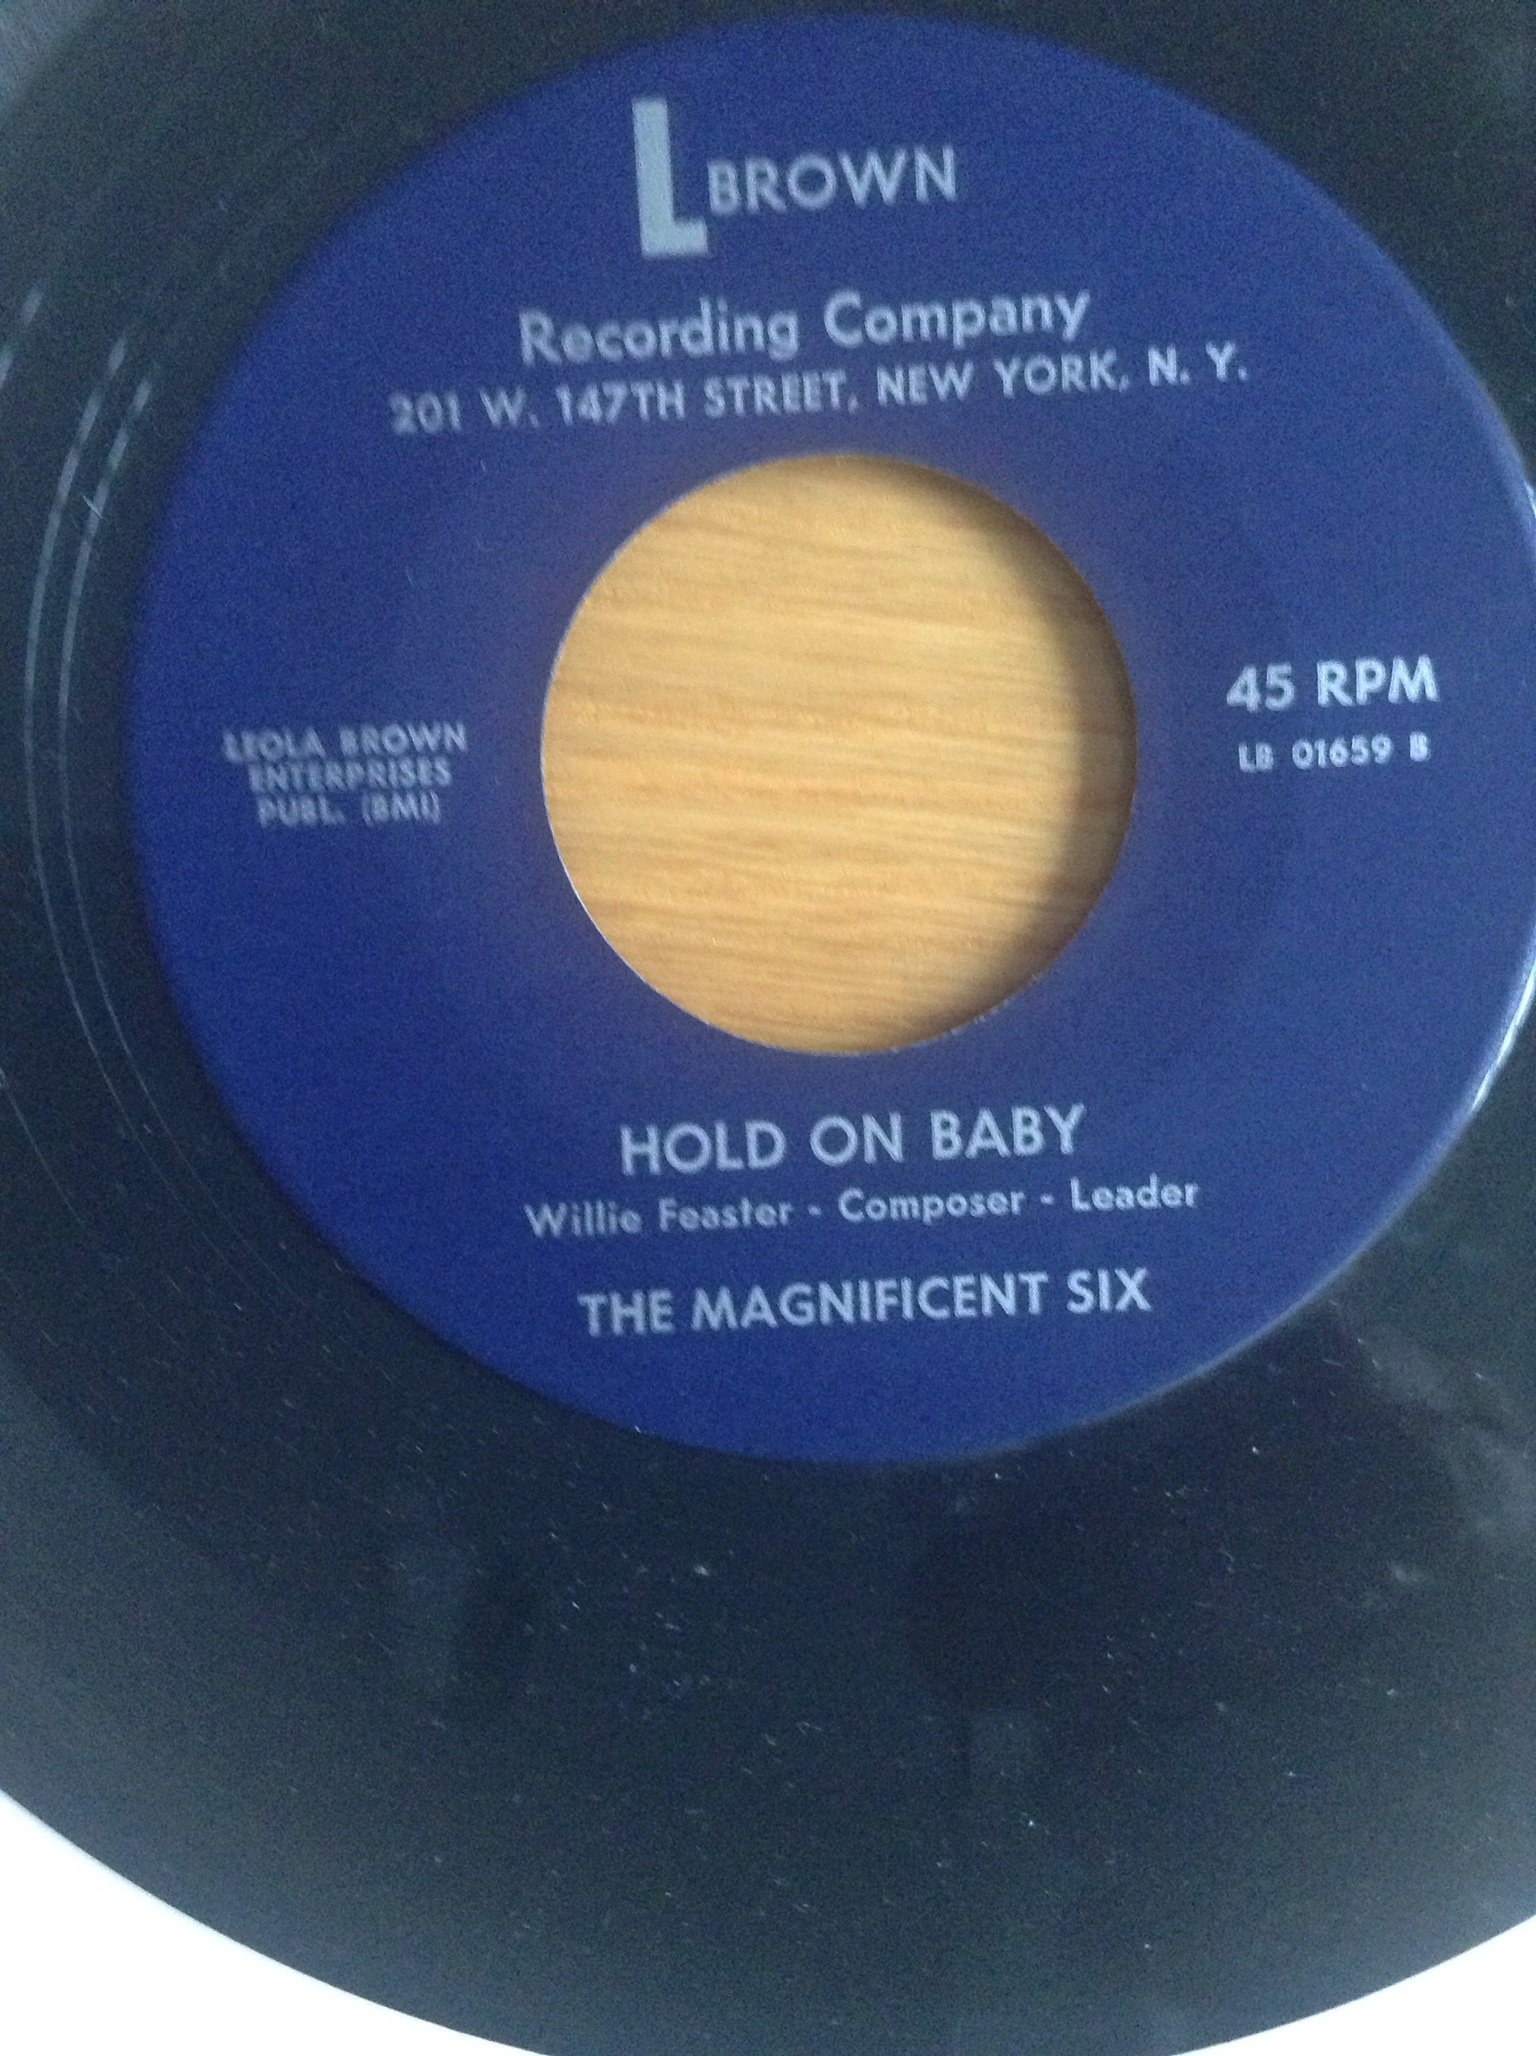 L BROWN
Recording Company
201 W. 147TH STREET, NEW YORK, N. Y.
45 RPM
LB 01659 B
LEOLA BROWN
ENTERPRISES
PUBL. (BMI)
HOLD ON BABY
Willie Feaster - Composer - Leader
THE MAGNIFICENT SIX